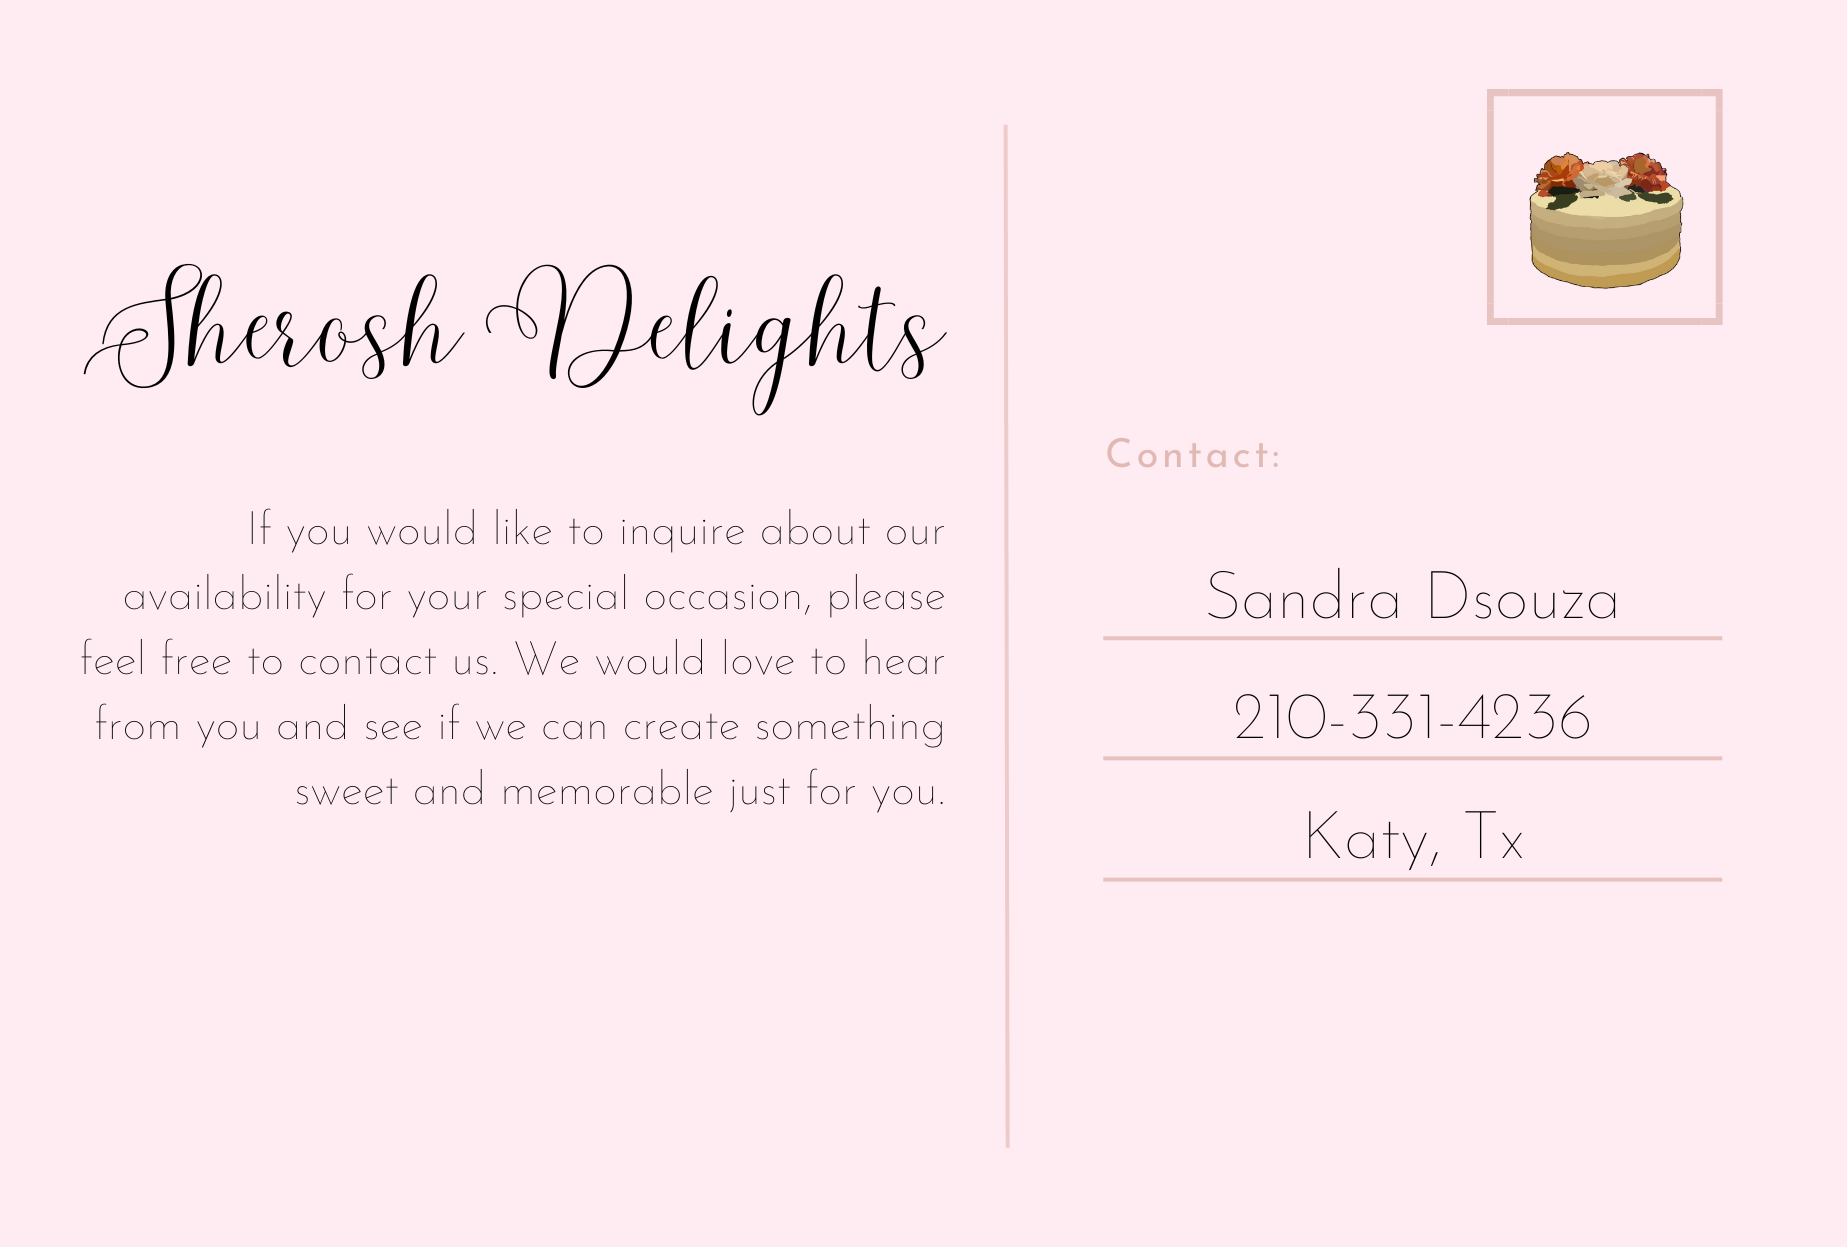 Sherosh Delights
If you would like to inquire about our
availability for your special occasion, please
feel free to contact us. We would love to hear
from you and see if we can create something
sweet and memorable just for you.
Contact:
Sandra Dsouza
210-331-4236
Katy, Tx